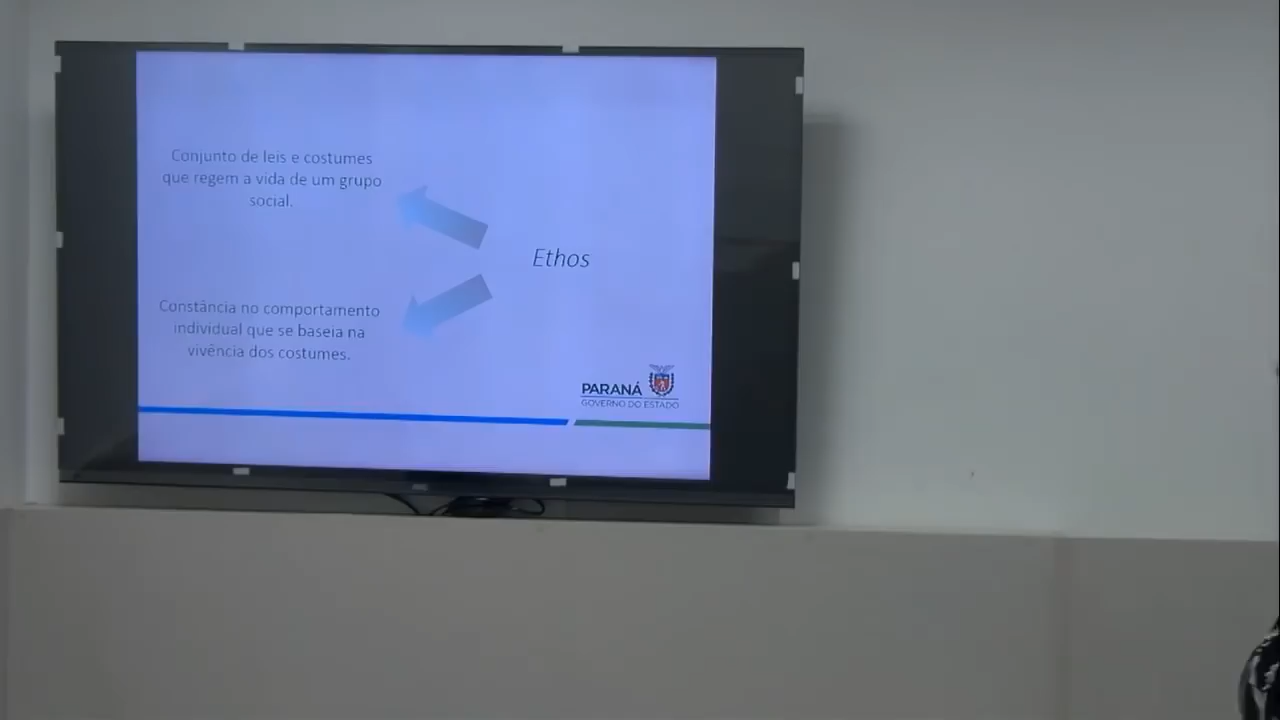 Conjunto de leis e costumes
que regem a vida de um grupo
social.
Ethos
Constância no comportamento
individual que se baseia na
vivência dos costumes.
PARANÁ
GOVERNO DO ESTADO